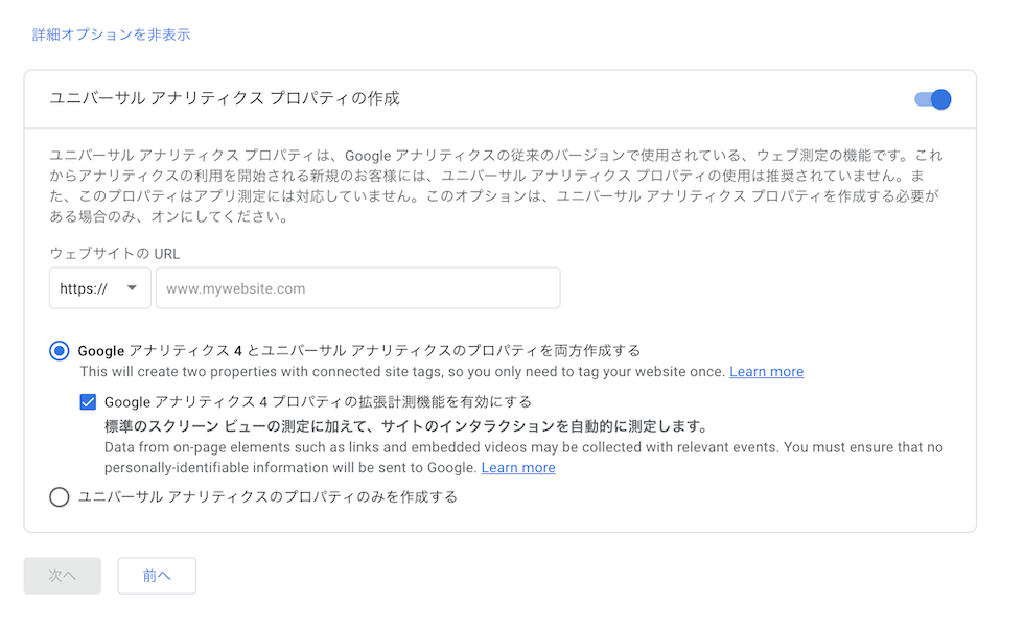 詳細オプションを非表示
ユニバーサル アナリティクス プロパティの作成
ユニバーサル アナリティクス プロパティは、Google アナリティクスの従来のバージョンで使用されている、ウェブ測定の機能です。これ
からアナリティクスの利用を開始される新規のお客様には、ユニバーサル アナリティクス プロパティの使用は推奨されていません。ま
た、このプロパティはアプリ測定には対応していません。このオプションは、ユニバーサル アナリティクス プロパティを作成する必要が
ある場合のみ、オンにしてください。
ウェブサイトの URL
https:// www.mywebsite.com
Google アナリティクス 4 とユニバーサル アナリティクスのプロパティを両方作成する
This will create two properties with connected site tags, so you only need to tag your website once. Learn more
Google アナリティクス 4 プロパティの拡張計測機能を有効にする
標準のスクリーン ビューの測定に加えて、サイトのインタラクションを自動的に測定します。
Data from on-page elements such as links and embedded videos may be collected with relevant events. You must ensure that no
personally-identifiable information will be sent to Google. Learn more
ユニバーサル アナリティクスのプロパティのみを作成する
次へ 前へ